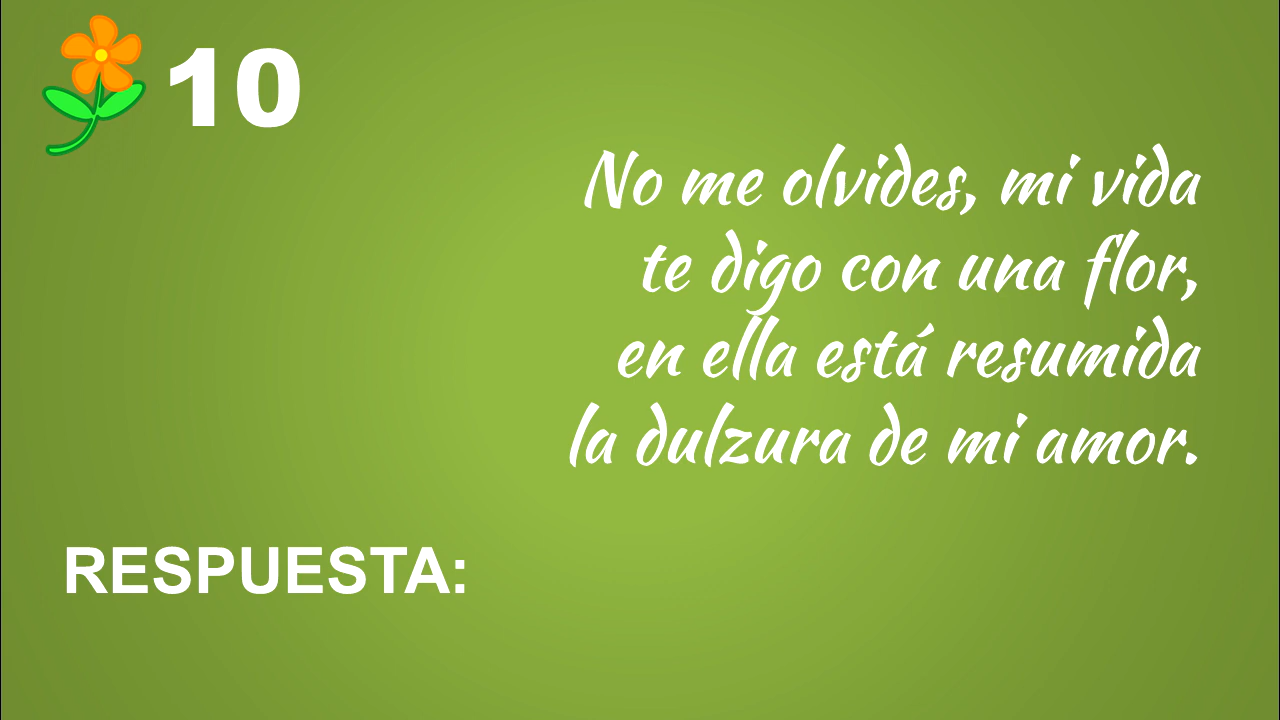 10
No me olvides, mi vida
te digo con una flor,
en ella está resumida
la dulzura de mi amor.
RESPUESTA: